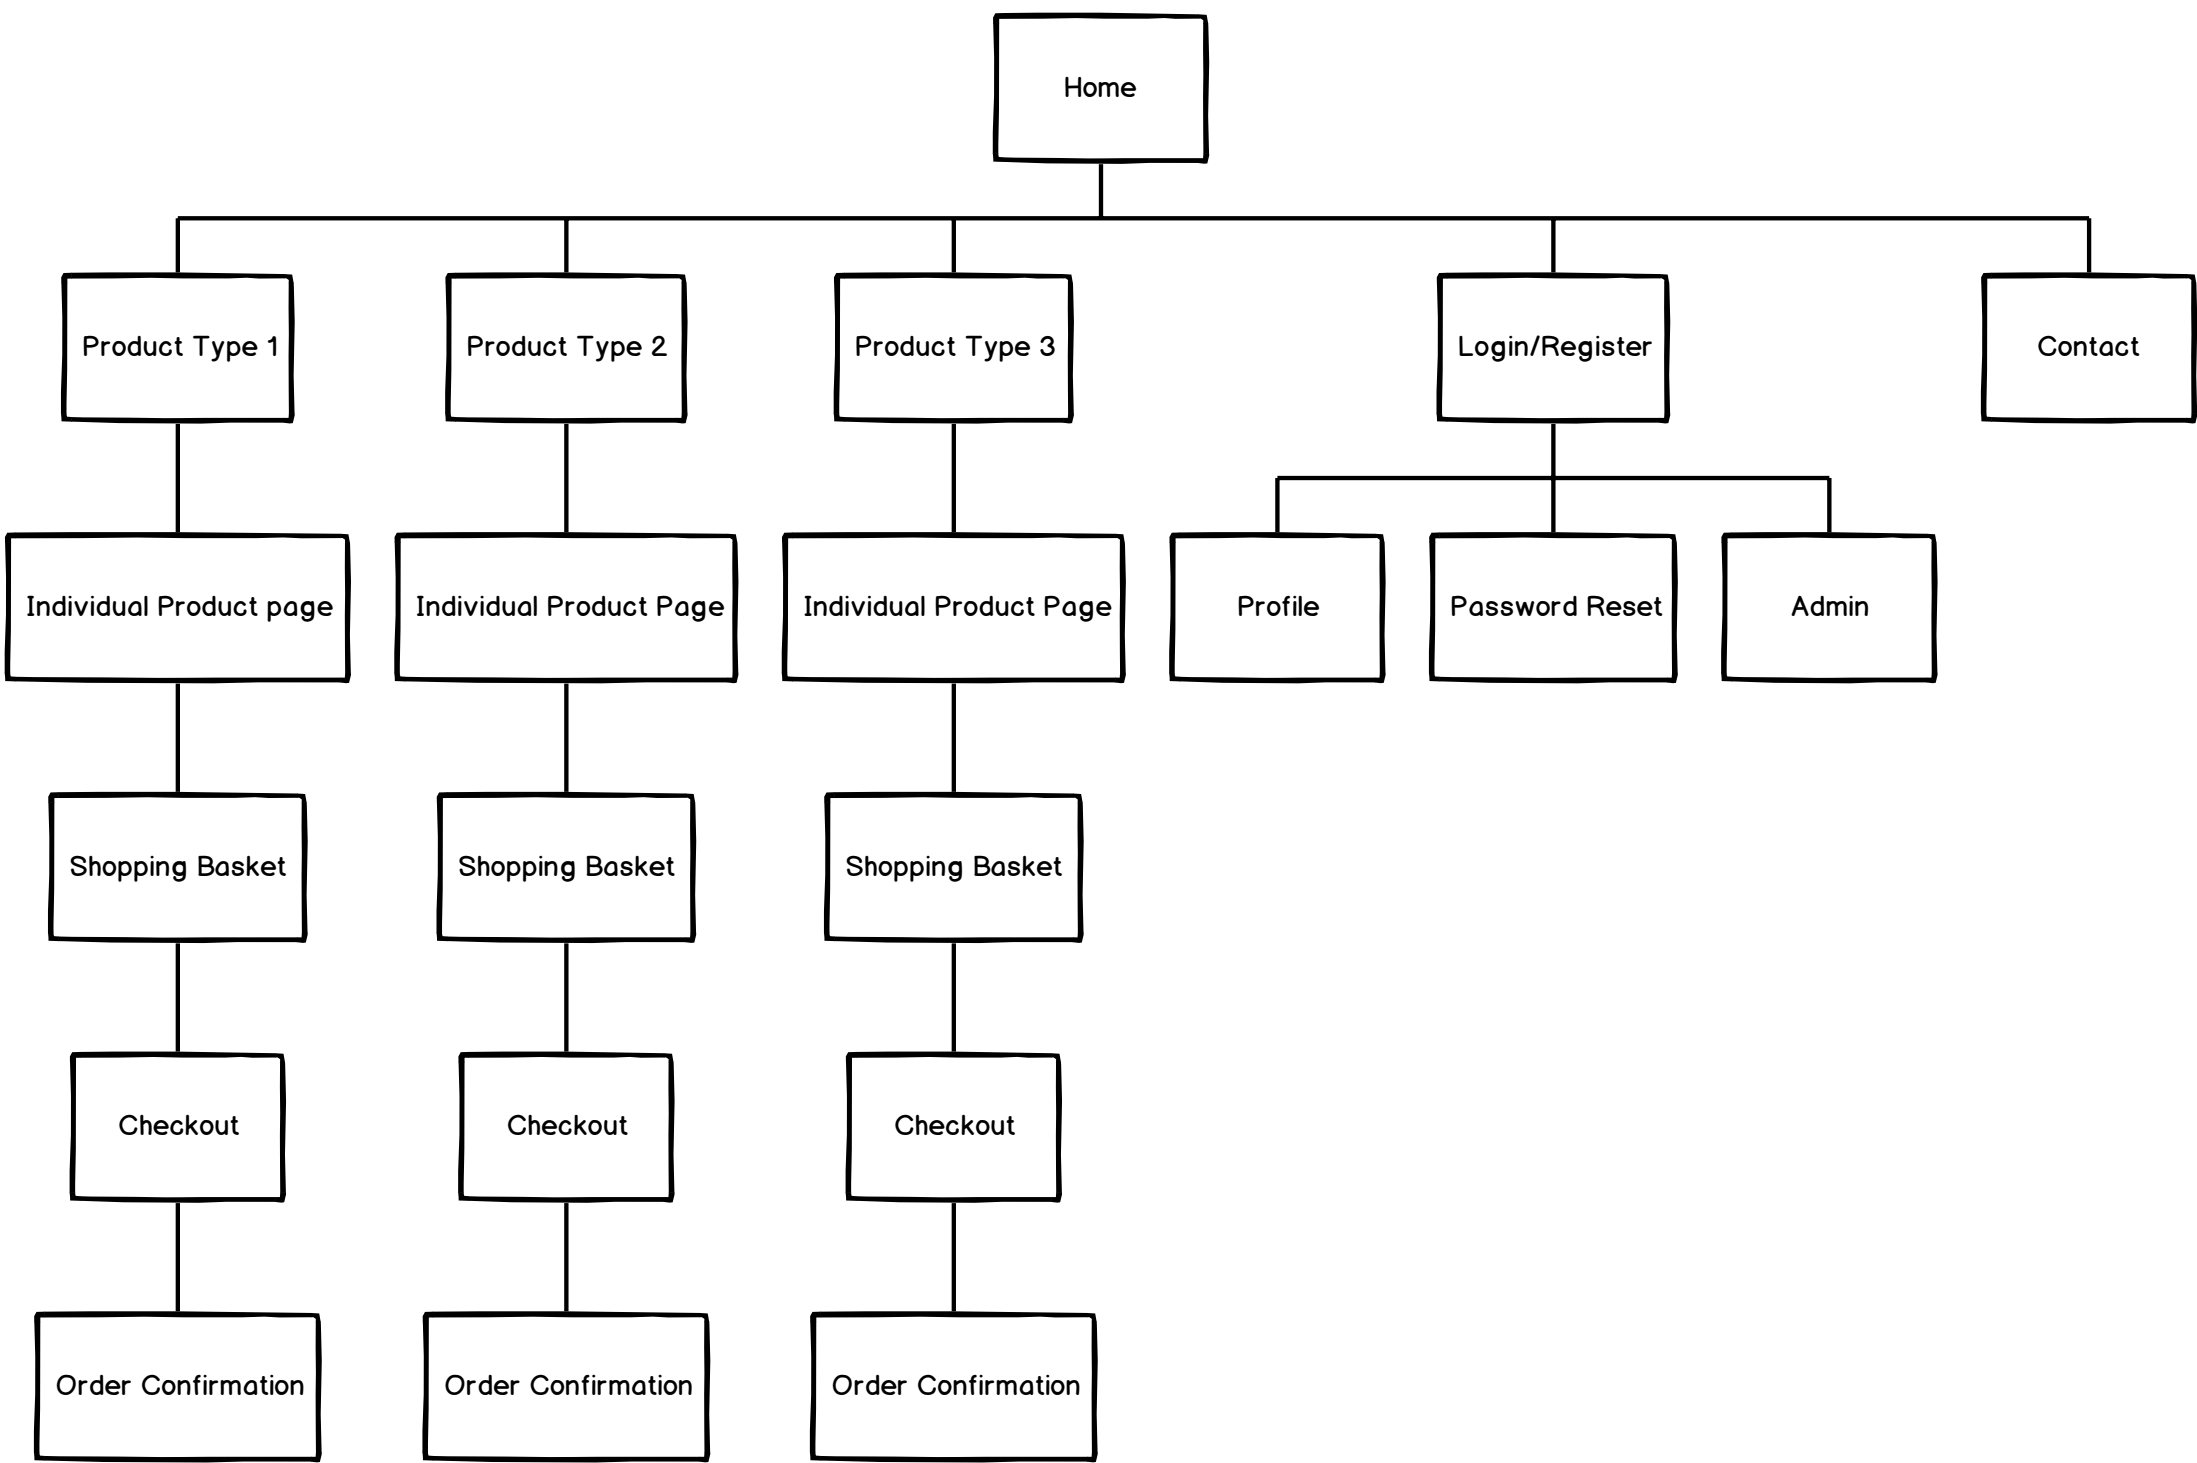 Home
Product Type 1
Product Type 2
Product Type 3
Login/Register
Contact
Individual Product page
Individual Product Page
Individual Product Page
Profile
Password Reset
Admin
Shopping Basket
Shopping Basket
Shopping Basket
Checkout
Checkout
Checkout
Order Confirmation
Order Confirmation
Order Confirmation